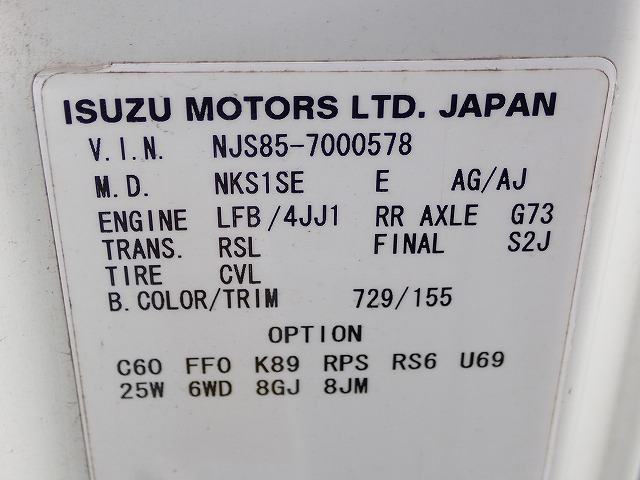 ISUZU MOTORS LTD. JAPAN
V.I.N. NJS85-7000578
M.D. NKS1SE E AG/AJ
ENGINE LFB/4JJ1 RR AXLE G73
TRANS. RSL FINAL S2J
TIRE CVL
B.COLOR/TRIM 729/155
OPTION
C60 FF0 K89 RPS RS6 U69
25W 6WD 8GJ 8JM